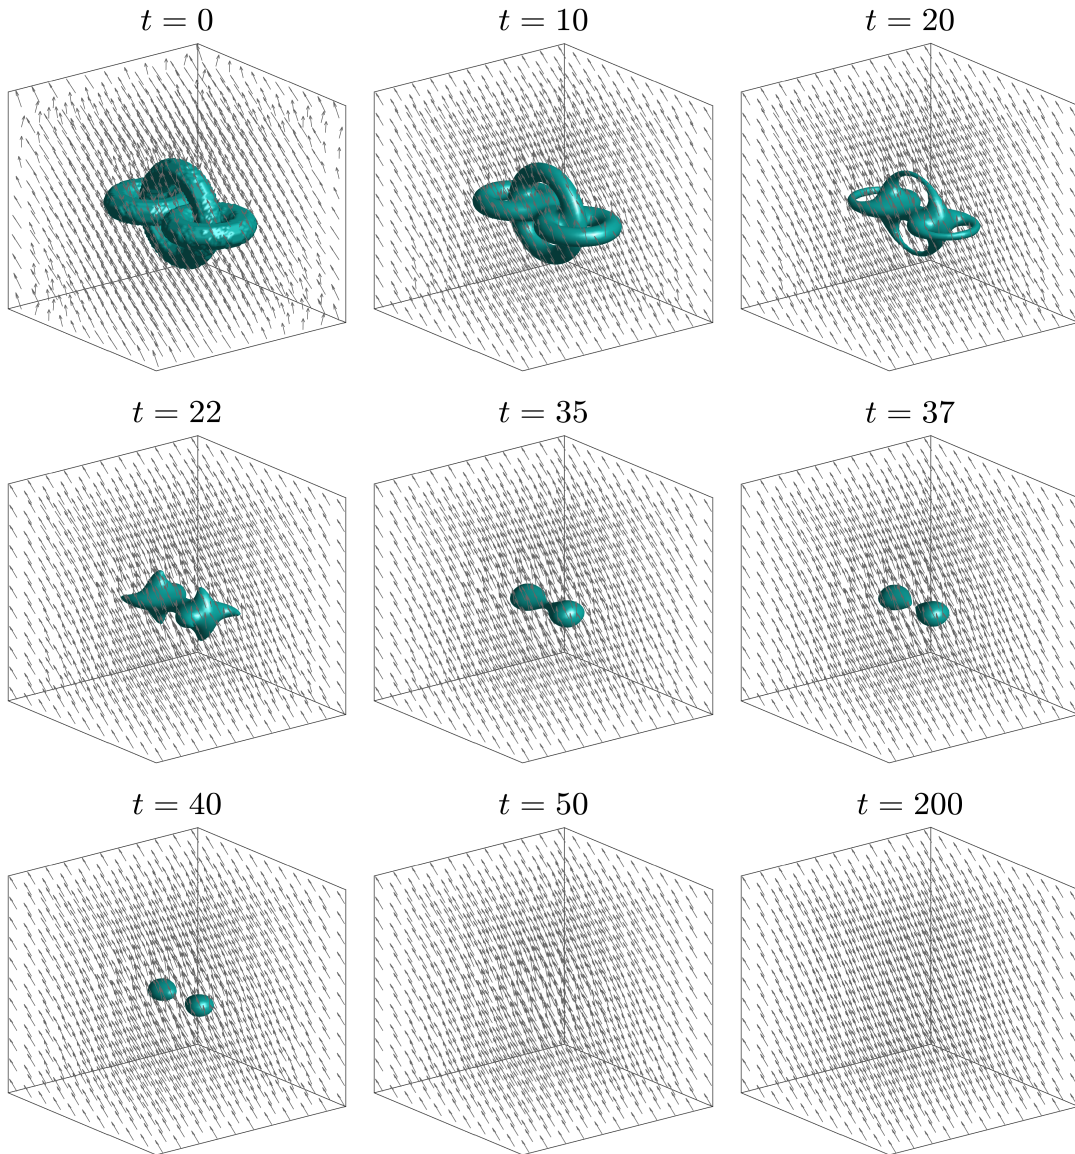 t = 0
t = 10
t = 20
t = 22
t = 35
t = 37
t = 40
t = 50
t = 200